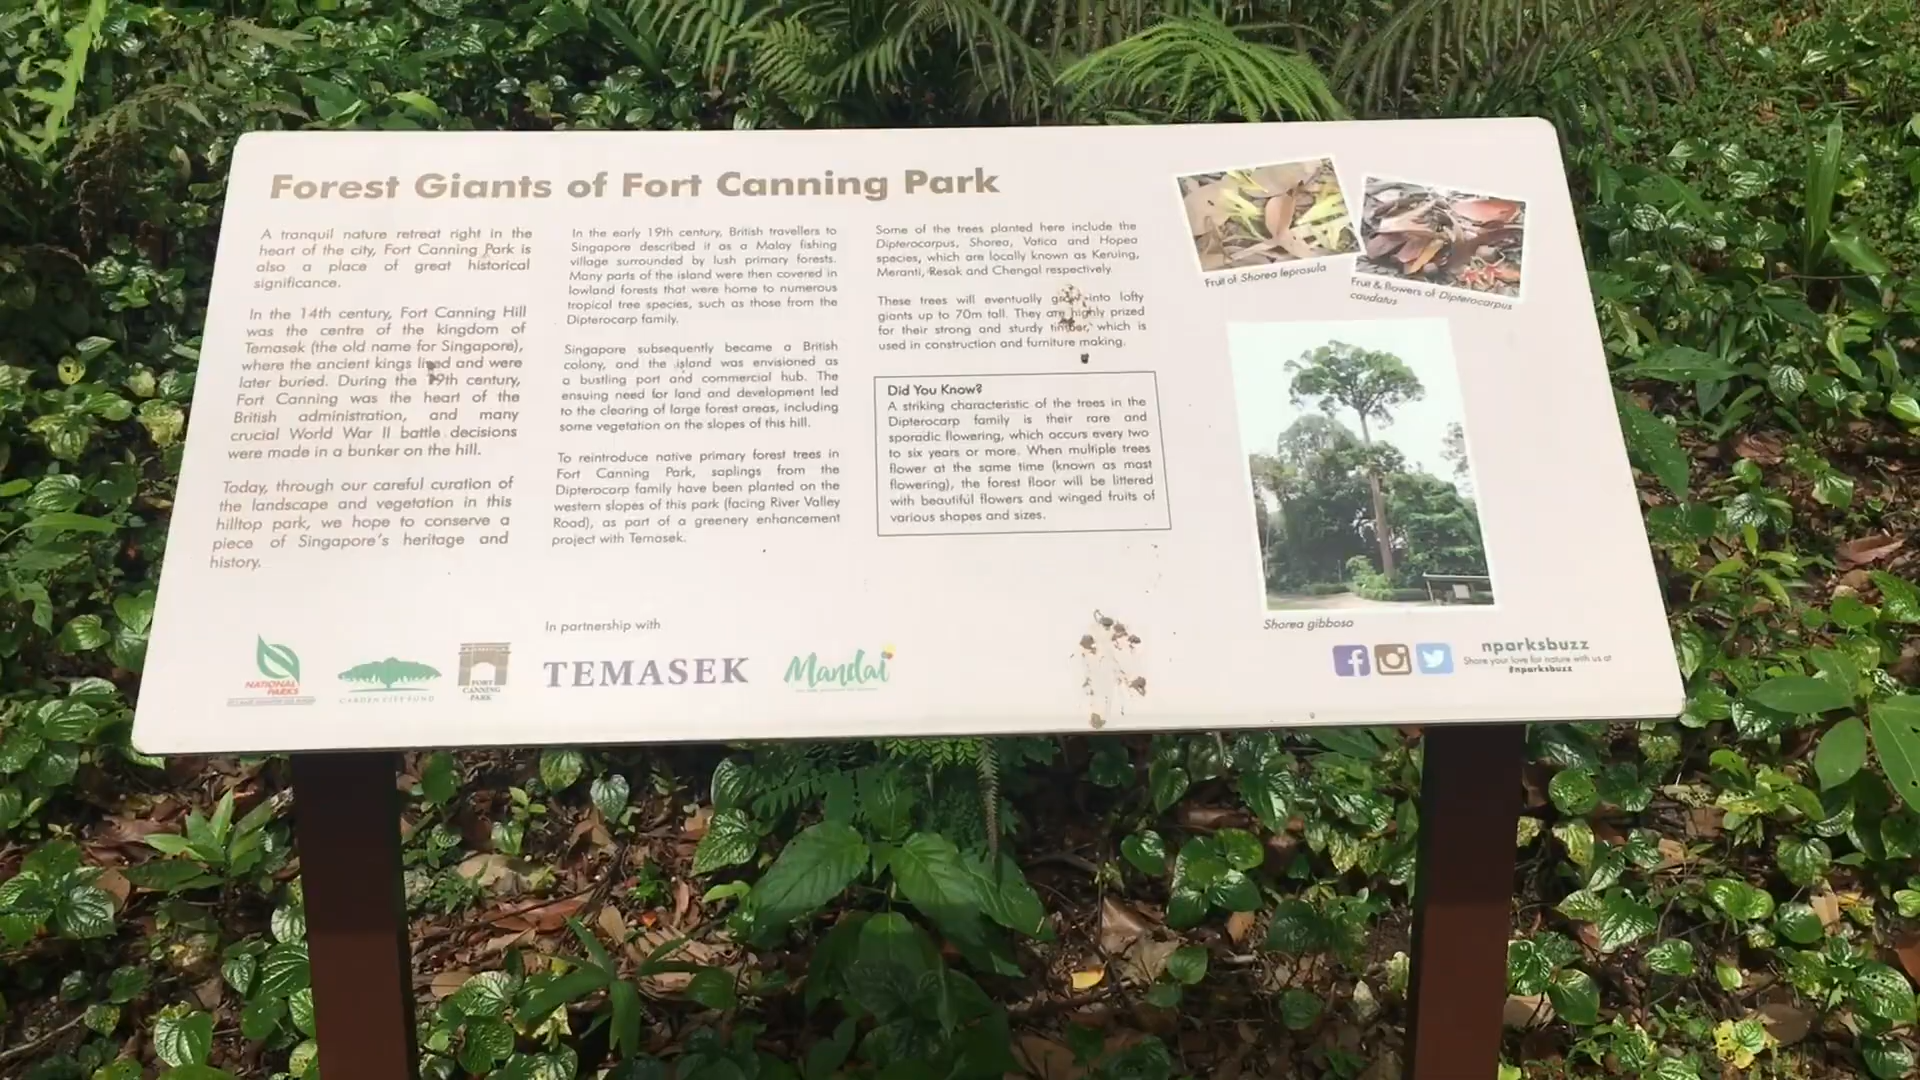 Forest Giants of Fort Canning Park
A tranquil nature retreat right in the
heart of the city, Fort Canning Park is
also a place of great historical
significance.
In the 14th century, Fort Canning Hill
was the centre of the kingdom of
Temasek (the old name for Singapore),
where the ancient kings lived and were
later buried. During the 19th century,
Fort Canning was the heart of the
British administration, and many
crucial World War II battle decisions
were made in a bunker on the hill.
Today, through our careful curation of
the landscape and vegetation in this
hilltop park, we hope to conserve a
piece of Singapore's heritage and
history.
In the early 19th century, British travellers to
Singapore described it as a Malay fishing
village surrounded by lush primary forests.
Many parts of the island were then covered in
lowland forests that were home to numerous
tropical tree species, such as those from the
Dipterocarp family.
Singapore subsequently became a British
colony, and the island was envisioned as
a bustling port and commercial hub. The
ensuing need for land and development led
to the clearing of large forest areas, including
some vegetation on the slopes of this hill.
To reintroduce native primary forest trees in
Fort Canning Park, saplings from the
Dipterocarp family have been planted on the
western slopes of this park (facing River Valley
Road), as part of a greenery enhancement
project with Temasek.
Some of the trees planted here include the
Dipterocarpus, Shorea, Vatica and Hopea
species, which are locally known as Keruing,
Meranti, Resak and Chengal respectively.
These trees will eventually grow into lofty
giants up to 70m tall. They are highly prized
for their strong and sturdy timber, which is
used in construction and furniture making.
Did You Know?
A striking characteristic of the trees in the
Dipterocarp family is their rare and
sporadic flowering, which occurs every two
to six years or more. When multiple trees
flower at the same time (known as mast
flowering), the forest floor will be littered
with beautiful flowers and winged fruits of
various shapes and sizes.
Fruit of Shorea leprosula
Fruit & flowers of Dipterocarpus
caudatus
Shorea gibbosa
In partnership with
NATIONAL
PARKS
GARDEN CITY FUND
FORT
CANNING
PARK
TEMASEK
Mandai
nparksbuzz
Share your love for nature with us at
#nparksbuzz